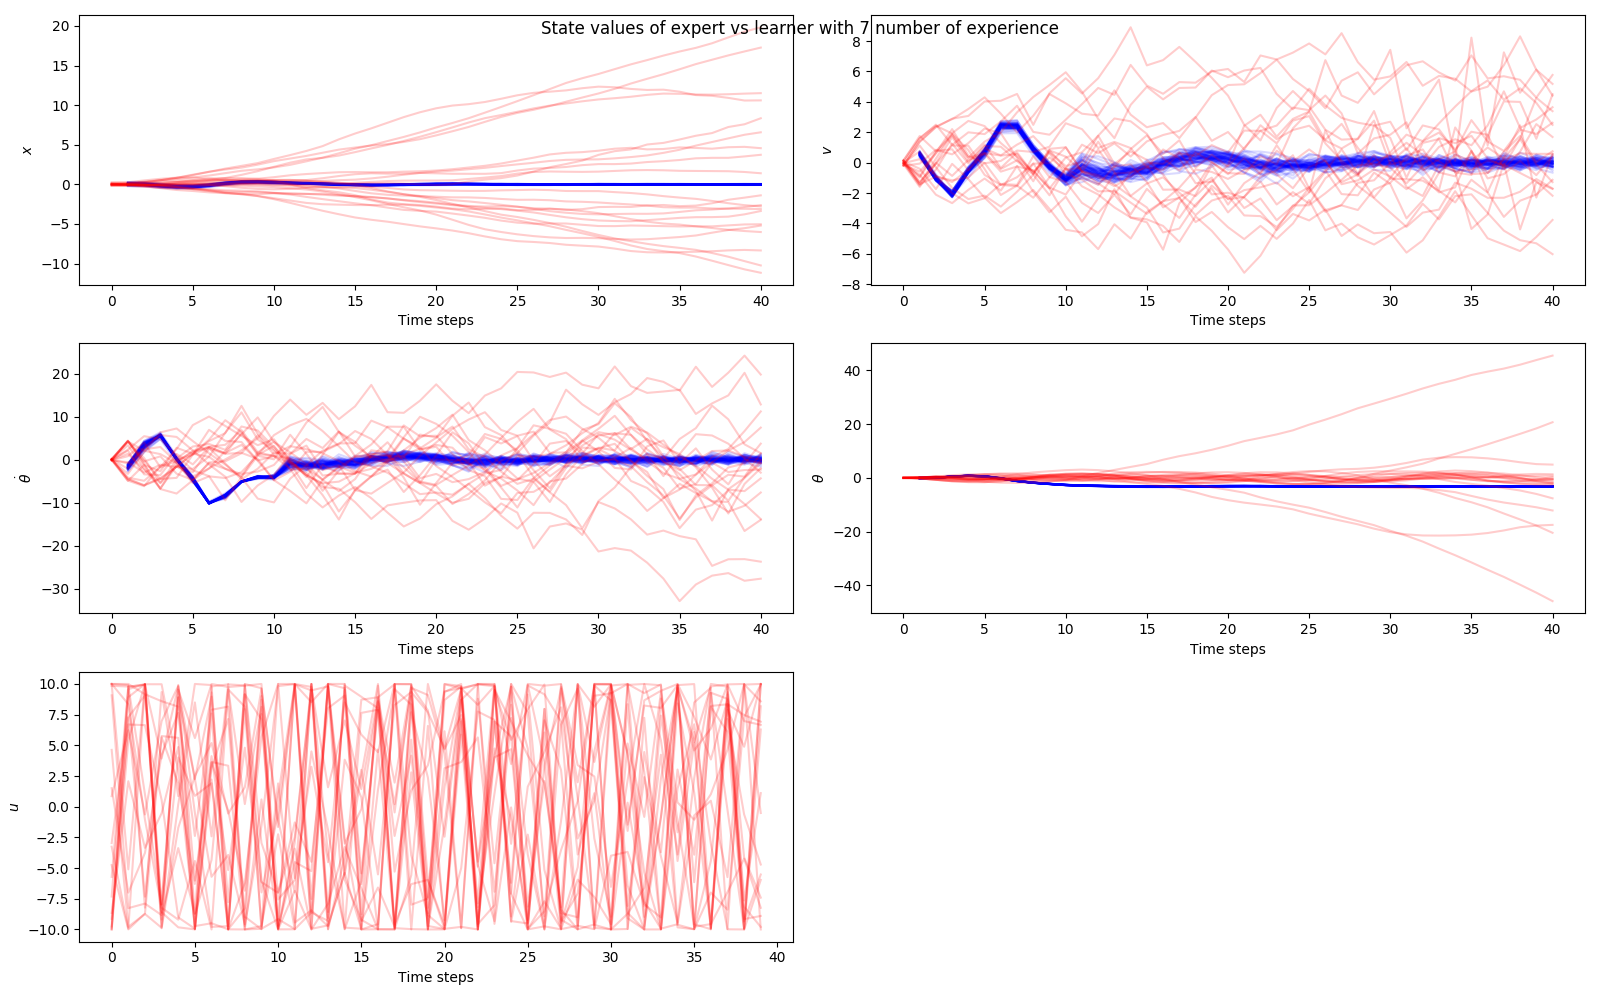 State values of expert vs learner with 7 number of experience
20
15
10
5
0
−5
−10
x
0 5 10 15 20 25 30 35 40
Time steps
8
6
4
2
0
−2
−4
−6
−8
v
0 5 10 15 20 25 30 35 40
Time steps
20
10
0
−10
−20
−30
θ̇
0 5 10 15 20 25 30 35 40
Time steps
40
20
0
−20
−40
θ
0 5 10 15 20 25 30 35 40
Time steps
10.0
7.5
5.0
2.5
0.0
−2.5
−5.0
−7.5
−10.0
u
0 5 10 15 20 25 30 35 40
Time steps